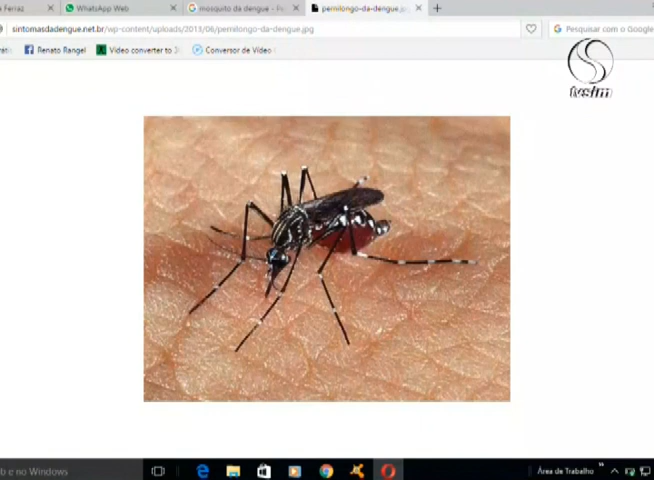 Ferraz
WhatsApp Web
mosquito da dengue - P
pernilongo-da-dengue.jp
sintomasdadengue.net.br/wp-content/uploads/2013/06/pernilongo-da-dengue.jpg
Pesquisar com o Google
Renato Rangel
Video converter to 3
Conversor de Vídeo
tvsim
b e no Windows
Área de Trabalho